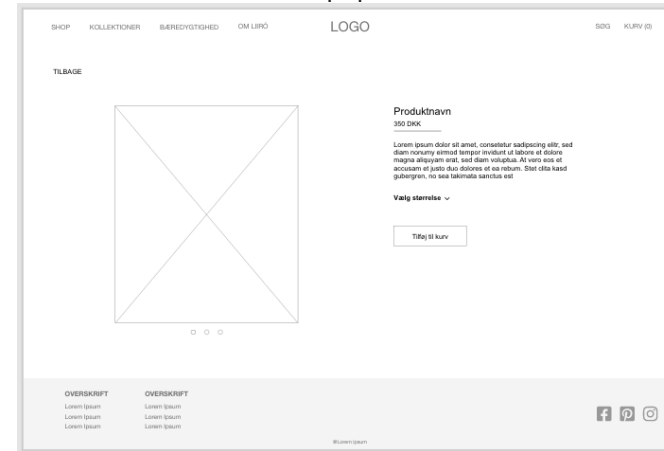 SHOP KOLLEKTIONER BÆREDYGTIGHED OM LIIRÓ LOGO SØG KURV (0)
TILBAGE
Produktnavn
350 DKK
Lorem ipsum dolor sit amet, consetetur sadipscing elitr, sed
diam nonumy eirmod tempor invidunt ut labore et dolore
magna aliquyam erat, sed diam voluptua. At vero eos et
accusam et justo duo dolores et ea rebum. Stet clita kasd
gubergren, no sea takimata sanctus est
Vælg størrelse
Tilføj til kurv
OVERSKRIFT OVERSKRIFT
Lorem Ipsum Lorem Ipsum
Lorem Ipsum Lorem Ipsum
Lorem Ipsum Lorem Ipsum
©Lorem Ipsum